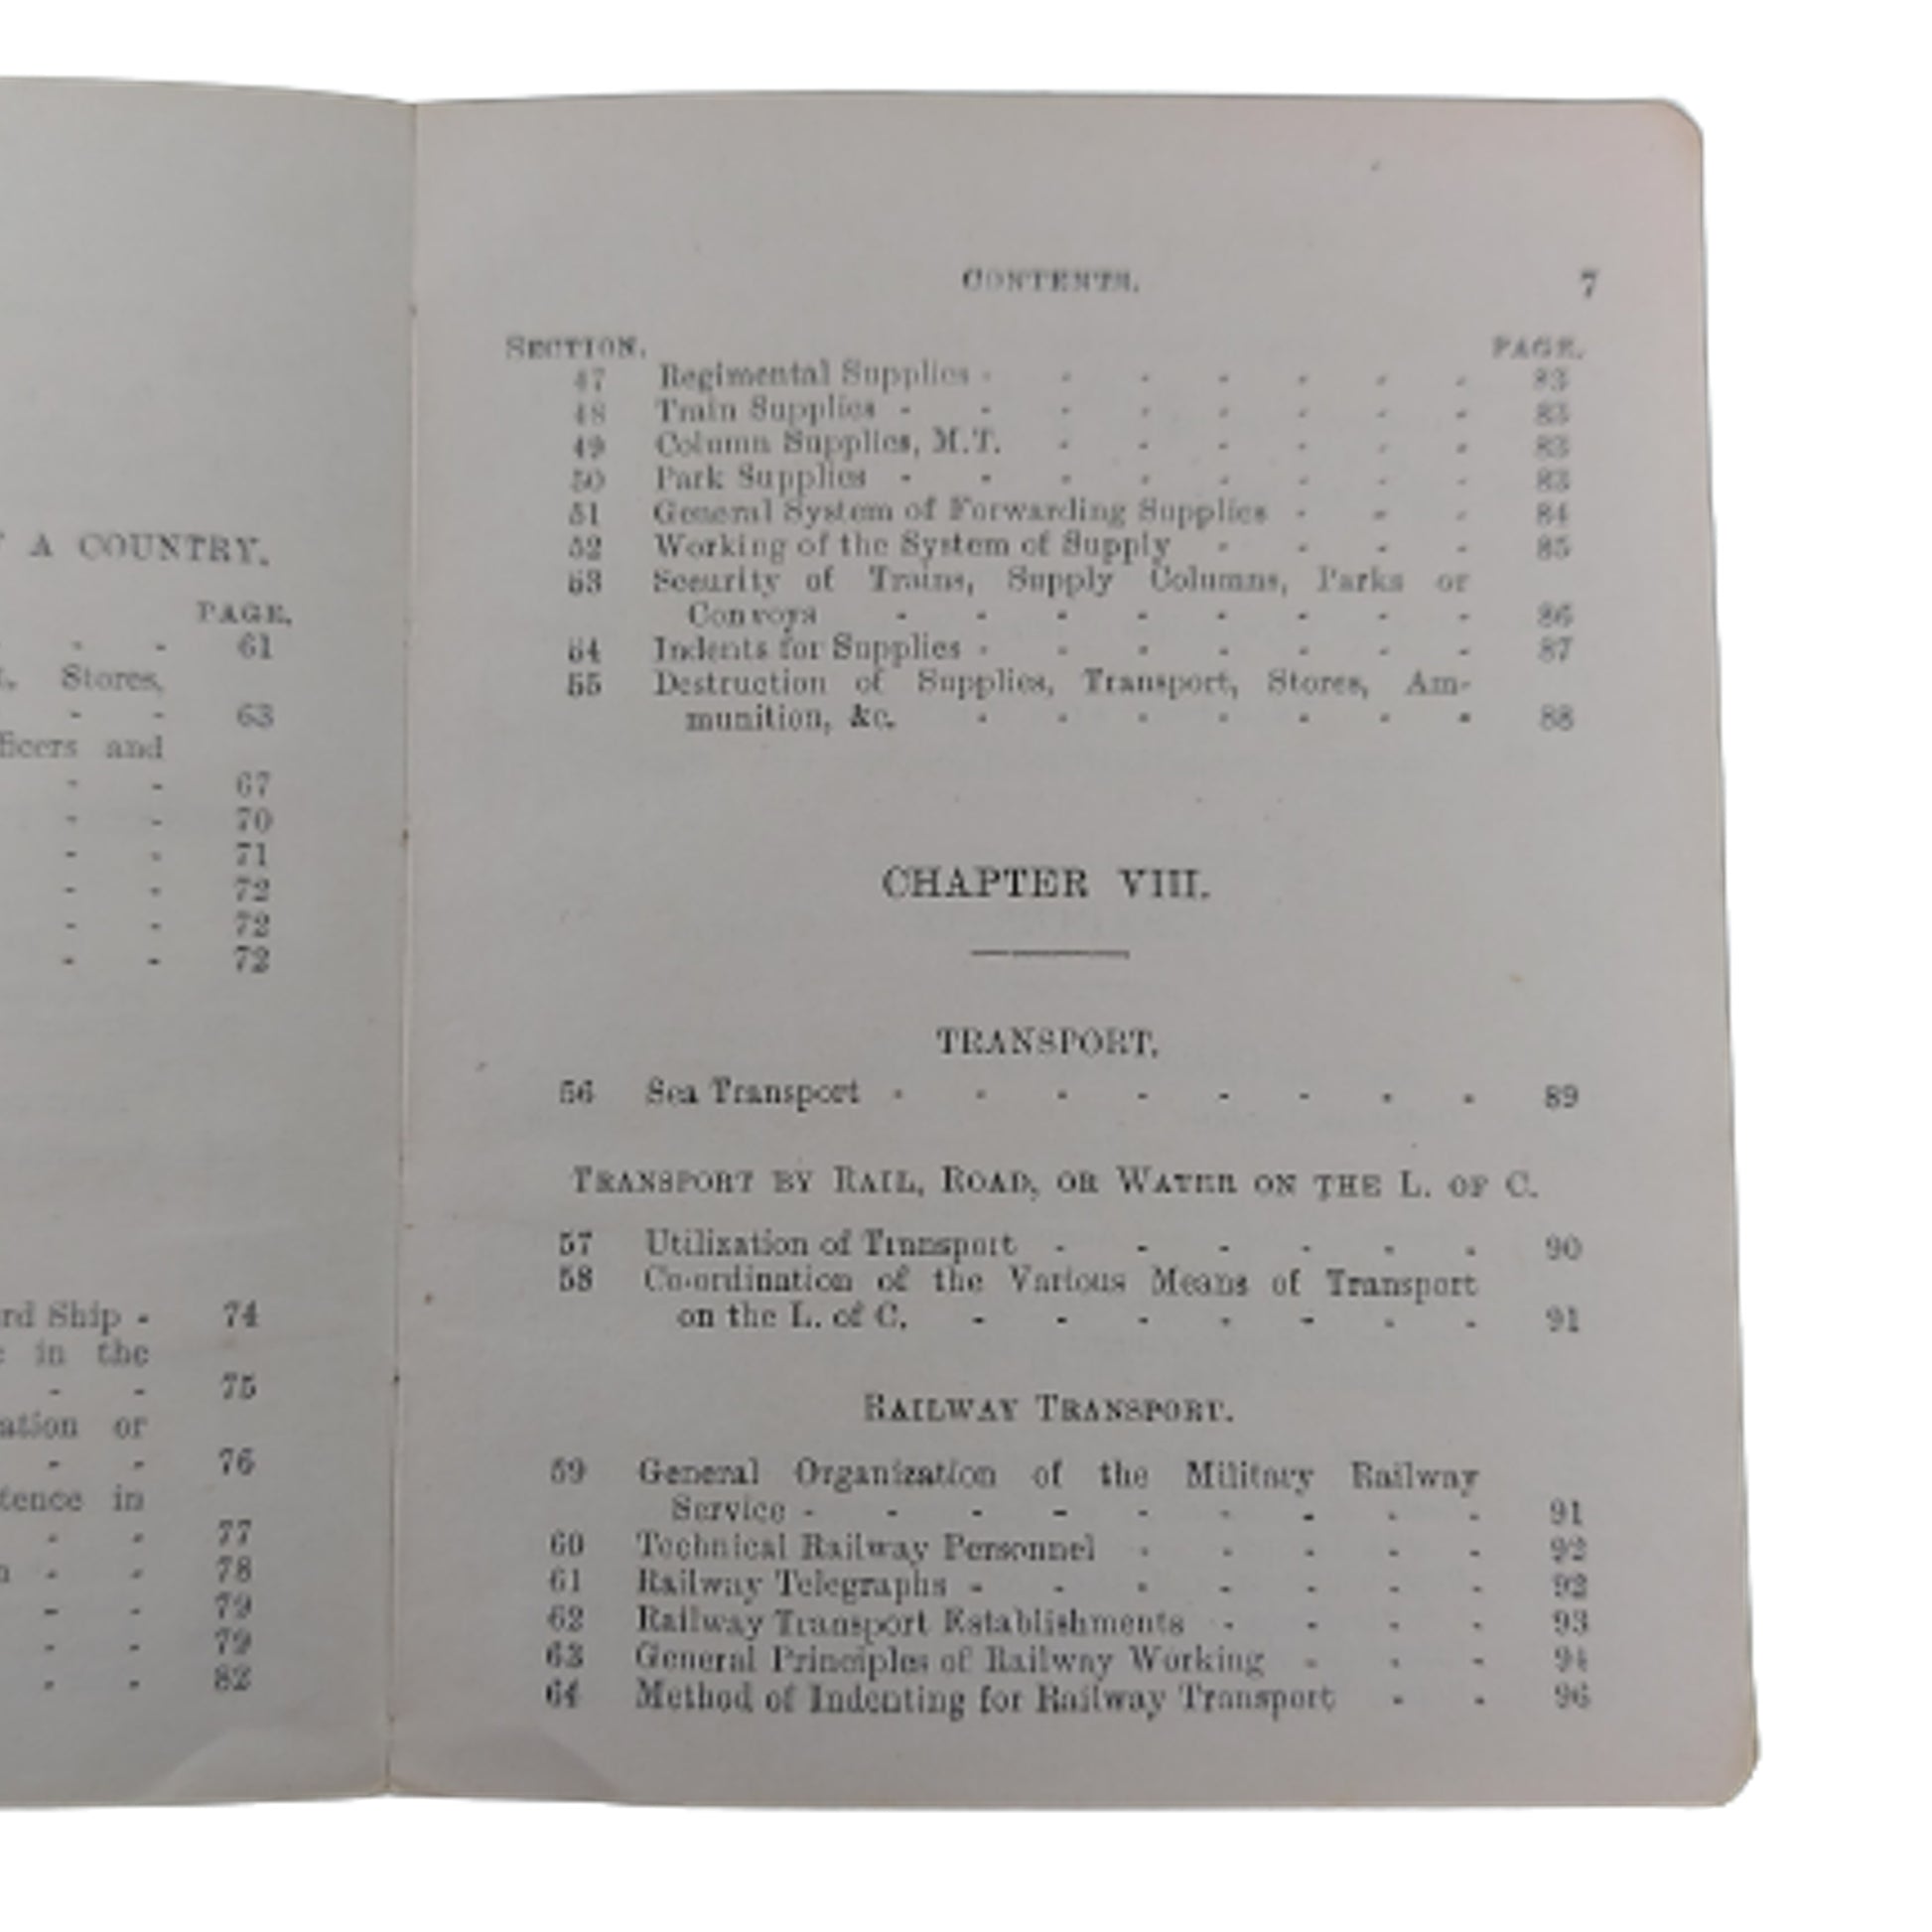 A COUNTRY.
PAGE.
- - 61
Stores,
- - 63
and
- - 67
- - 70
- - 71
- - 72
- - 72
- - 72
Ship - 74
in the
- - 75
or
- - 76
in
- - 77
- - 78
- - 79
- - 79
- - 82
CONTENTS. 7
SECTION. PAGE.
47 Regimental Supplies - - - - - - - 83
48 Train Supplies - - - - - - - - 83
49 Column Supplies, M.T. - - - - - - 83
50 Park Supplies - - - - - - - - 83
51 General System of Forwarding Supplies - - - 84
52 Working of the System of Supply - - - - 85
53 Security of Trains, Supply Columns, Parks or
Convoys - - - - - - - - 86
54 Indents for Supplies - - - - - - - 87
55 Destruction of Supplies, Transport, Stores, Am-
munition, &c. - - - - - - - 88
CHAPTER VIII.
TRANSPORT.
56 Sea Transport - - - - - - - - 89
TRANSPORT BY RAIL, ROAD, OR WATER ON THE L. OF C.
57 Utilization of Transport - - - - - - 90
58 Co-ordination of the Various Means of Transport
on the L. of C. - - - - - - - 91
RAILWAY TRANSPORT.
59 General Organization of the Military Railway
Service - - - - - - - - - 91
60 Technical Railway Personnel - - - - - 92
61 Railway Telegraphs - - - - - - - 92
62 Railway Transport Establishments - - - - 93
63 General Principles of Railway Working - - - 94
64 Method of Indenting for Railway Transport - - 96